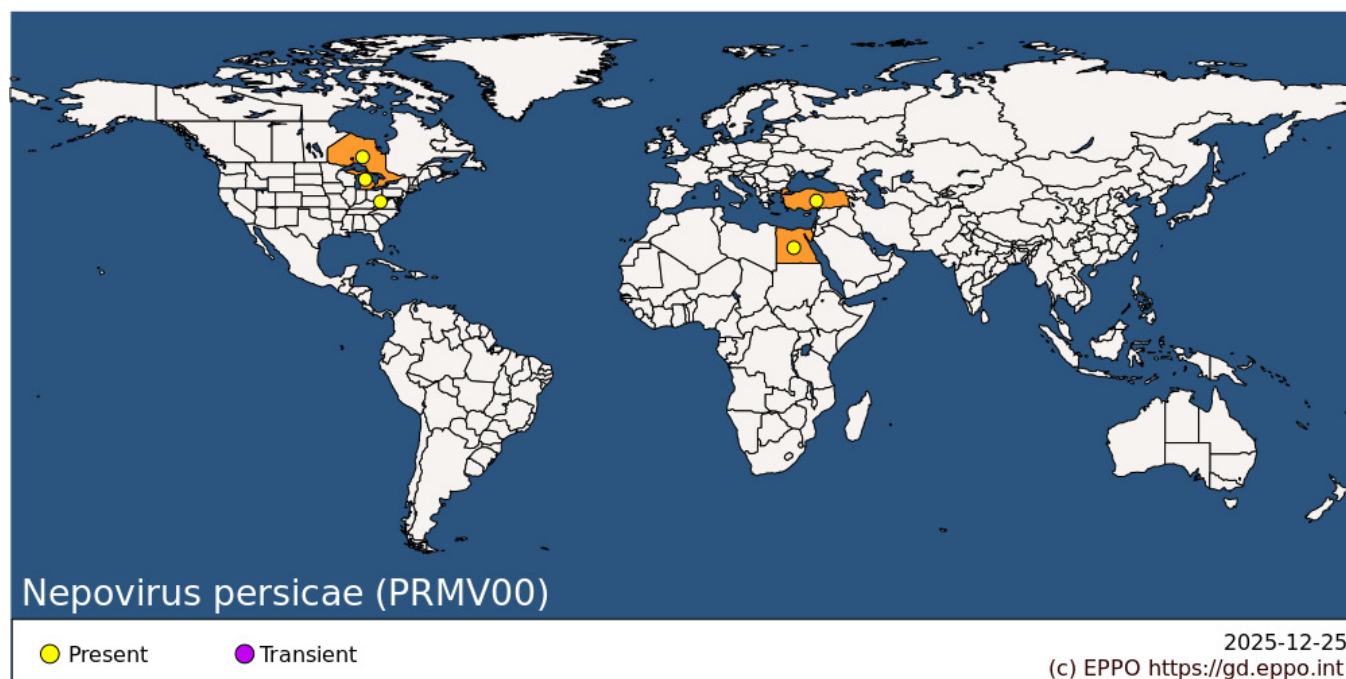 Nepovirus persicae (PRMV00)
Present
Transient
2025-12-25
(c) EPPO https://gd.eppo.int